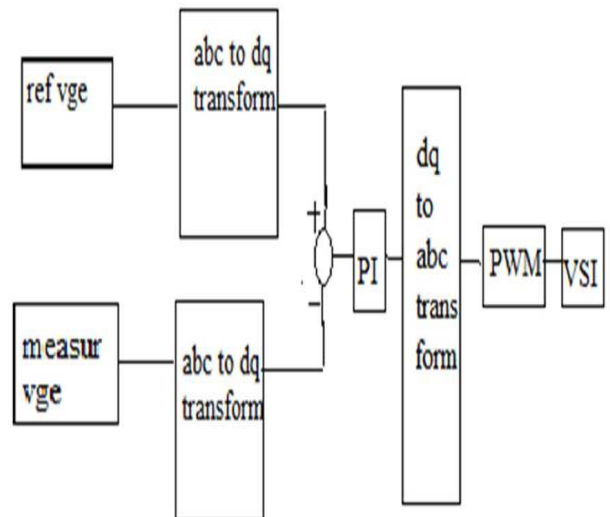 ref vge
abc to dq
transform
+
-
measur
vge
abc to dq
transform
PI
dq
to
abc
trans
form
PWM
VSI